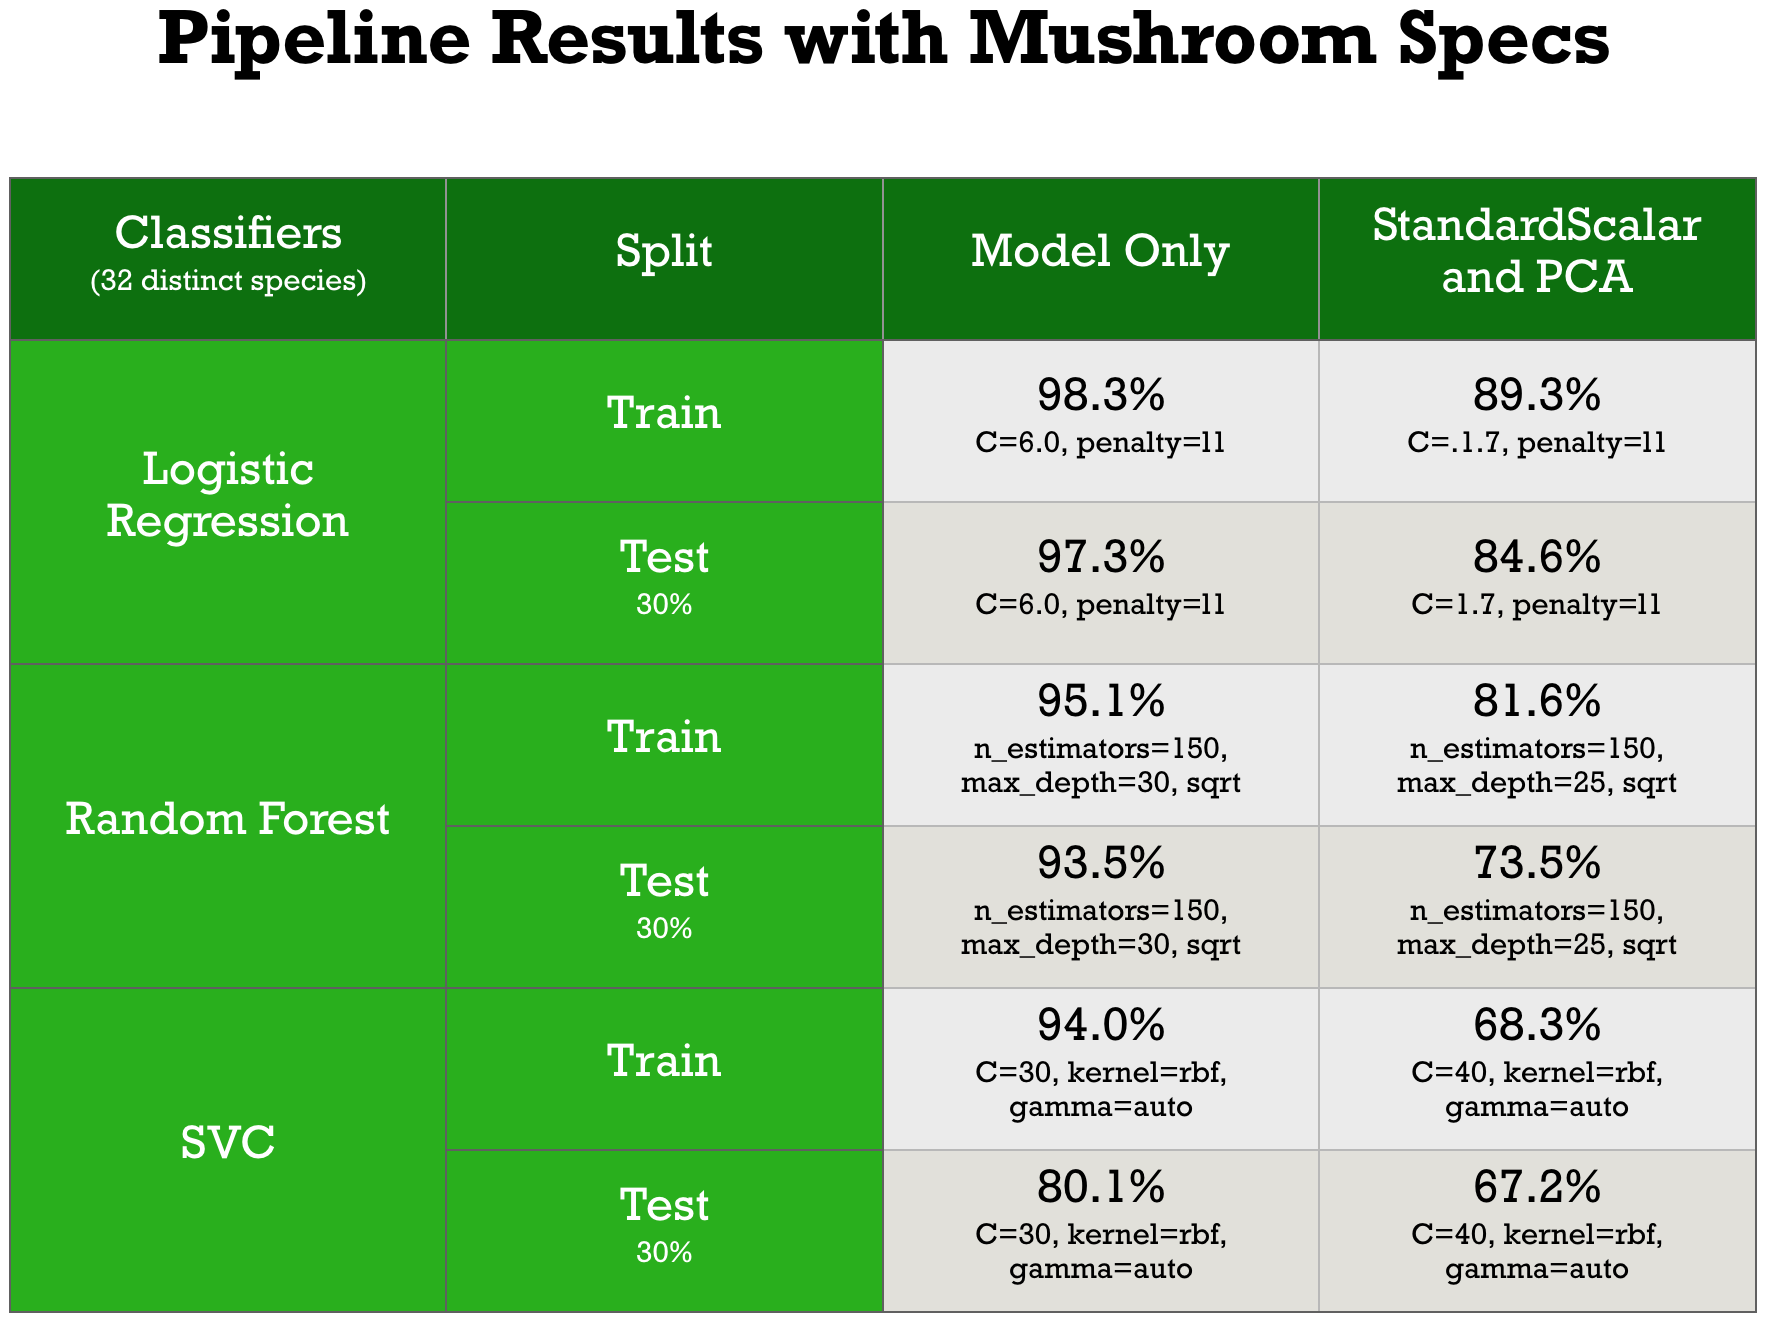 Pipeline Results with Mushroom Specs
Classifiers
(32 distinct species)
Split
Model Only
StandardScalar
and PCA
Logistic
Regression
Train
98.3%
C=6.0, penalty=l1
89.3%
C=.1.7, penalty=l1
Test
30%
97.3%
C=6.0, penalty=l1
84.6%
C=1.7, penalty=l1
Random Forest
Train
95.1%
n_estimators=150,
max_depth=30, sqrt
81.6%
n_estimators=150,
max_depth=25, sqrt
Test
30%
93.5%
n_estimators=150,
max_depth=30, sqrt
73.5%
n_estimators=150,
max_depth=25, sqrt
SVC
Train
94.0%
C=30, kernel=rbf,
gamma=auto
68.3%
C=40, kernel=rbf,
gamma=auto
Test
30%
80.1%
C=30, kernel=rbf,
gamma=auto
67.2%
C=40, kernel=rbf,
gamma=auto